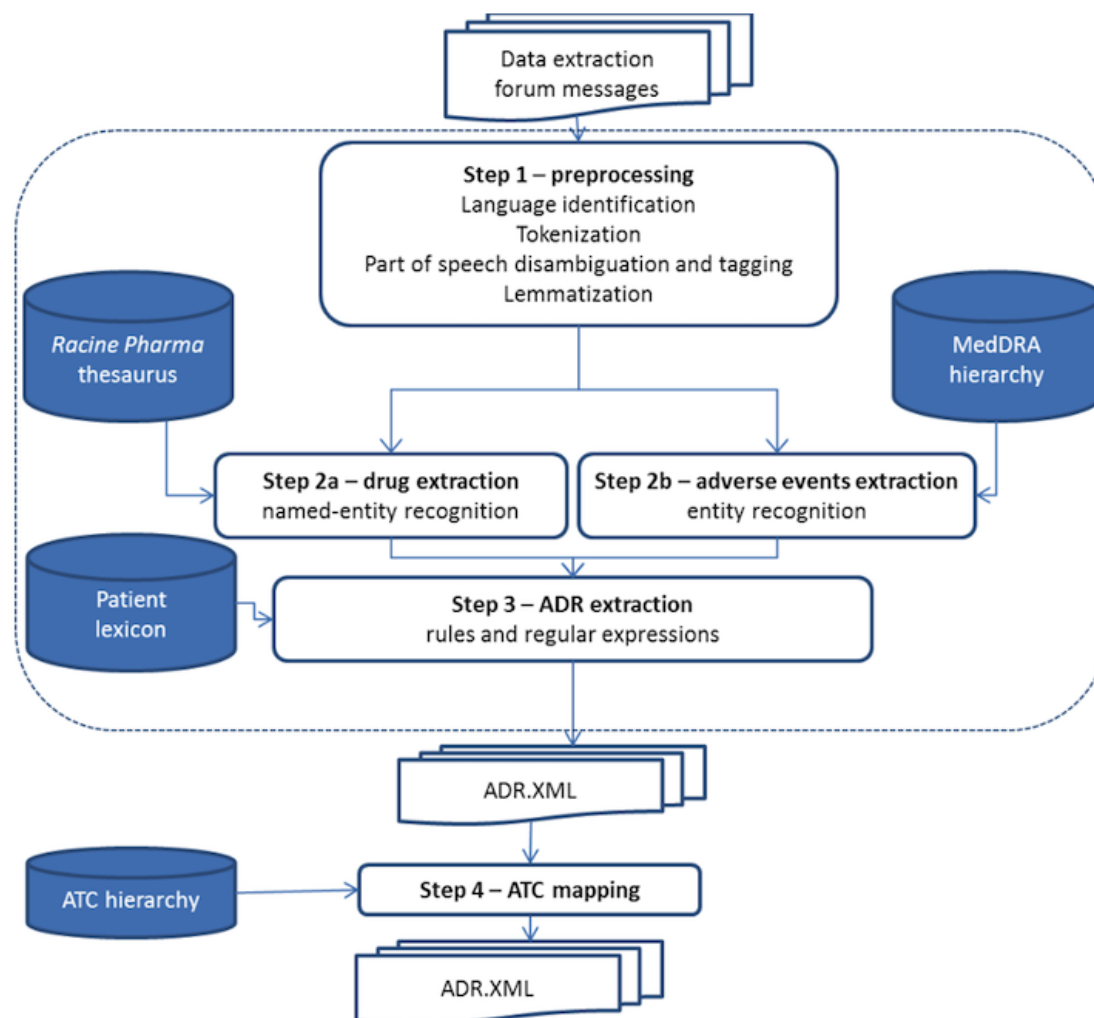 Data extraction
forum messages
Step 1 – preprocessing
Language identification
Tokenization
Part of speech disambiguation and tagging
Lemmatization
Racine Pharma
thesaurus
MedDRA
hierarchy
Step 2a – drug extraction
named-entity recognition
Step 2b – adverse events extraction
entity recognition
Patient
lexicon
Step 3 – ADR extraction
rules and regular expressions
ADR.XML
ATC hierarchy
Step 4 – ATC mapping
ADR.XML